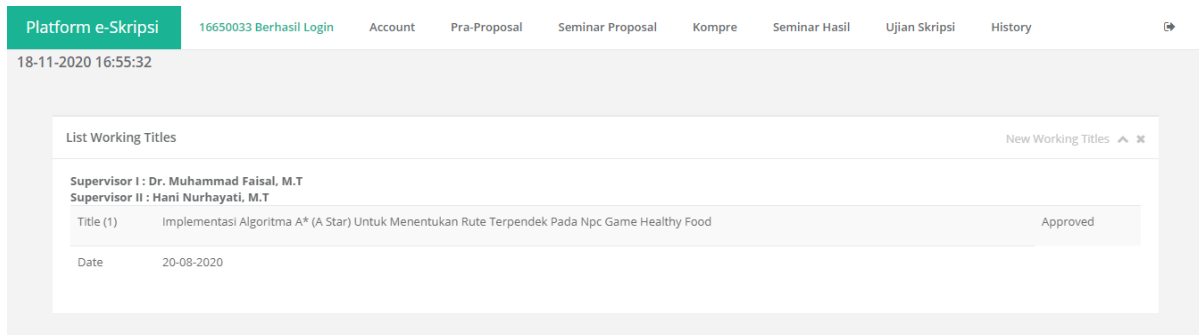 Platform e-Skripsi 16650033 Berhasil Login Account Pra-Proposal Seminar Proposal Kompre Seminar Hasil Ujian Skripsi History
18-11-2020 16:55:32
List Working Titles New Working Titles
Supervisor I : Dr. Muhammad Faisal, M.T
Supervisor II : Hani Nurhayati, M.T
Title (1) Implementasi Algoritma A* (A Star) Untuk Menentukan Rute Terpendek Pada Npc Game Healthy Food Approved
Date 20-08-2020